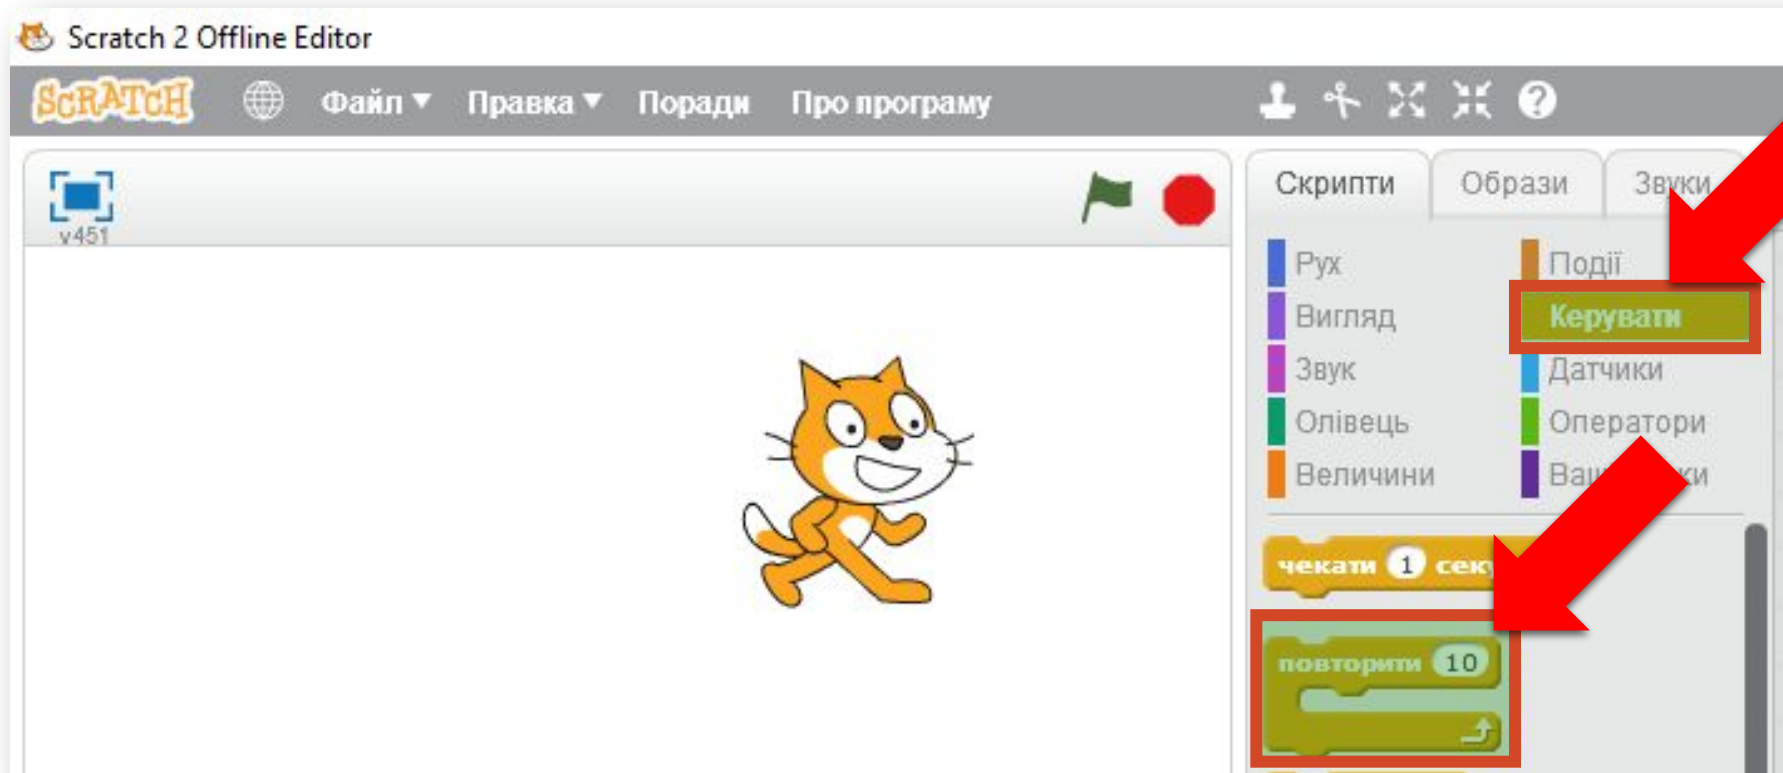 Scratch 2 Offline Editor
SCRATCH Файл Правка Поради Про програму
v451
Скрипти Образи Звуки
Рух Події
Вигляд Керувати
Звук Датчики
Олівець Оператори
Величини
чекати 1
повторити 10